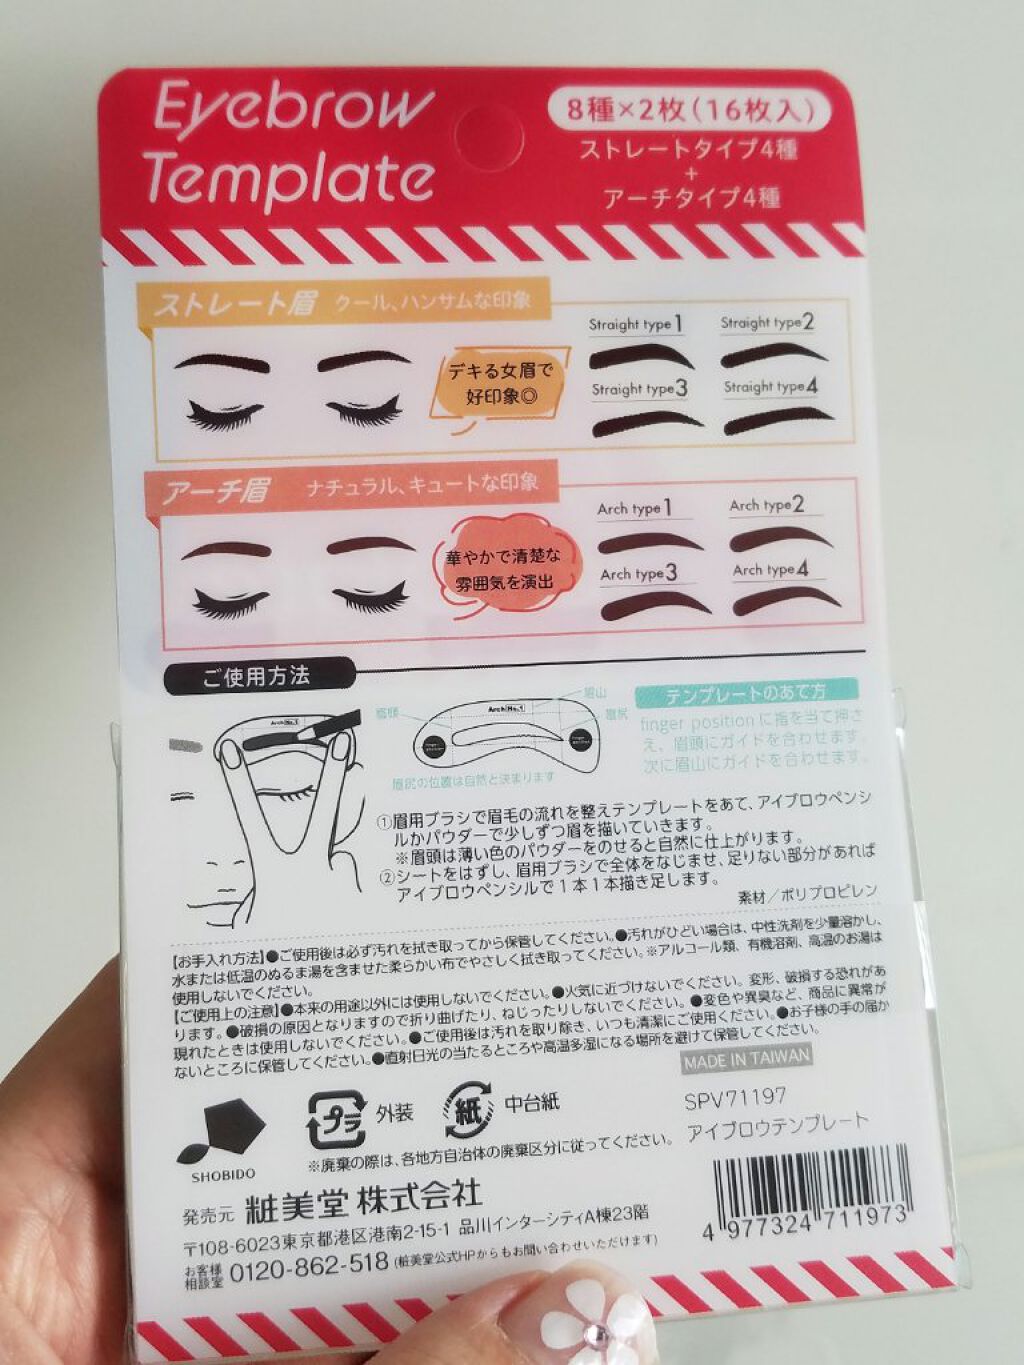 Eyebrow
Template
8種×2枚(16枚入)
ストレートタイプ4種
+
アーチタイプ4種
ストレート眉 クール、ハンサムな印象
デキる女眉で
好印象◎
Straight type1
Straight type2
Straight type3
Straight type4
アーチ眉 ナチュラル、キュートな印象
華やかで清楚な
雰囲気を演出
Arch type1
Arch type2
Arch type3
Arch type4
ご使用方法
Arch No.1
眉頭
Arch No.1
眉山
眉尻
finger position
眉尻の位置は自然と決まります
テンプレートのあて方
finger position に指を当て押さ
え、眉頭にガイドを合わせます。
次に眉山にガイドを合わせます。
①眉用ブラシで眉毛の流れを整えテンプレートをあて、アイブロウペンシ
ルかパウダーで少しずつ眉を描いていきます。
※眉頭は薄い色のパウダーをのせると自然に仕上がります。
②シートをはずし、眉用ブラシで全体をなじませ、足りない部分があれば
アイブロウペンシルで1本1本描き足します。
素材/ポリプロピレン
【お手入れ方法】●ご使用後は必ず汚れを拭き取ってから保管してください。●汚れがひどい場合は、中性洗剤を少量溶かし、
水または低温のぬるま湯を含ませた柔らかい布でやさしく拭き取ってください。※アルコール類、有機溶剤、高温のお湯は
使用しないでください。
【ご使用上の注意】●本来の用途以外には使用しないでください。●火気に近づけないでください。変形、破損する恐れがあ
ります。●破損の原因となりますので折り曲げたり、ねじったりしないでください。●変色や異臭など、商品に異常が
現れたときは使用しないでください。●ご使用後は汚れを取り除き、いつも清潔にご使用ください。●お子様の手の届か
ないところに保管してください。●直射日光の当たるところや高温多湿になる場所を避けて保管してください。
MADE IN TAIWAN
SHOBIDO
プラ 外装
紙 中台紙
※廃棄の際は、各地方自治体の廃棄区分に従ってください。
SPV71197
アイブロウテンプレート
発売元 粧美堂 株式会社
〒108-6023東京都港区港南2-15-1 品川インターシティA棟23階
お客様
相談室 0120-862-518 (粧美堂公式HPからもお問い合わせいただけます)
4 977324 711973